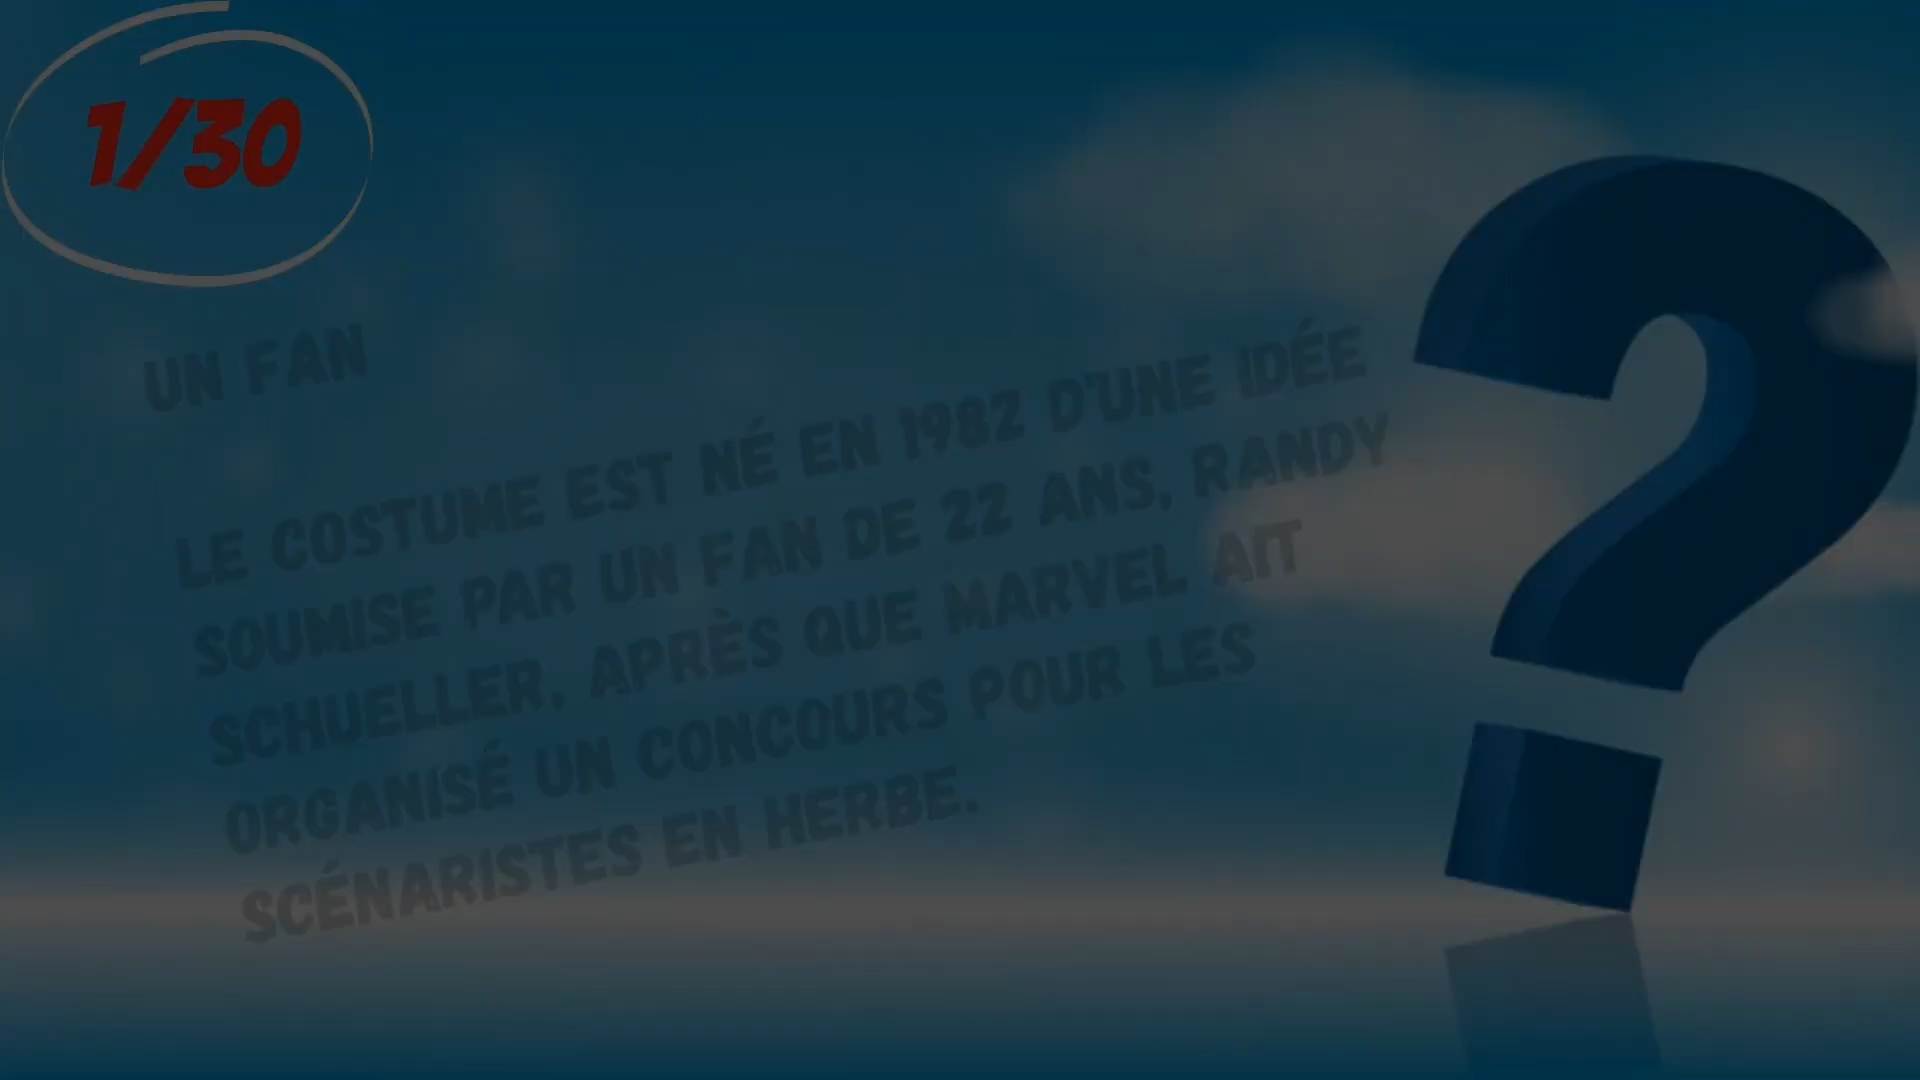 1/30
UN FAN
LE COSTUME EST NÉ EN 1982 D'UNE IDÉE
SOUMISE PAR UN FAN DE 22 ANS, RANDY
SCHUELLER, APRÈS QUE MARVEL AIT
ORGANISÉ UN CONCOURS POUR LES
SCÉNARISTES EN HERBE.